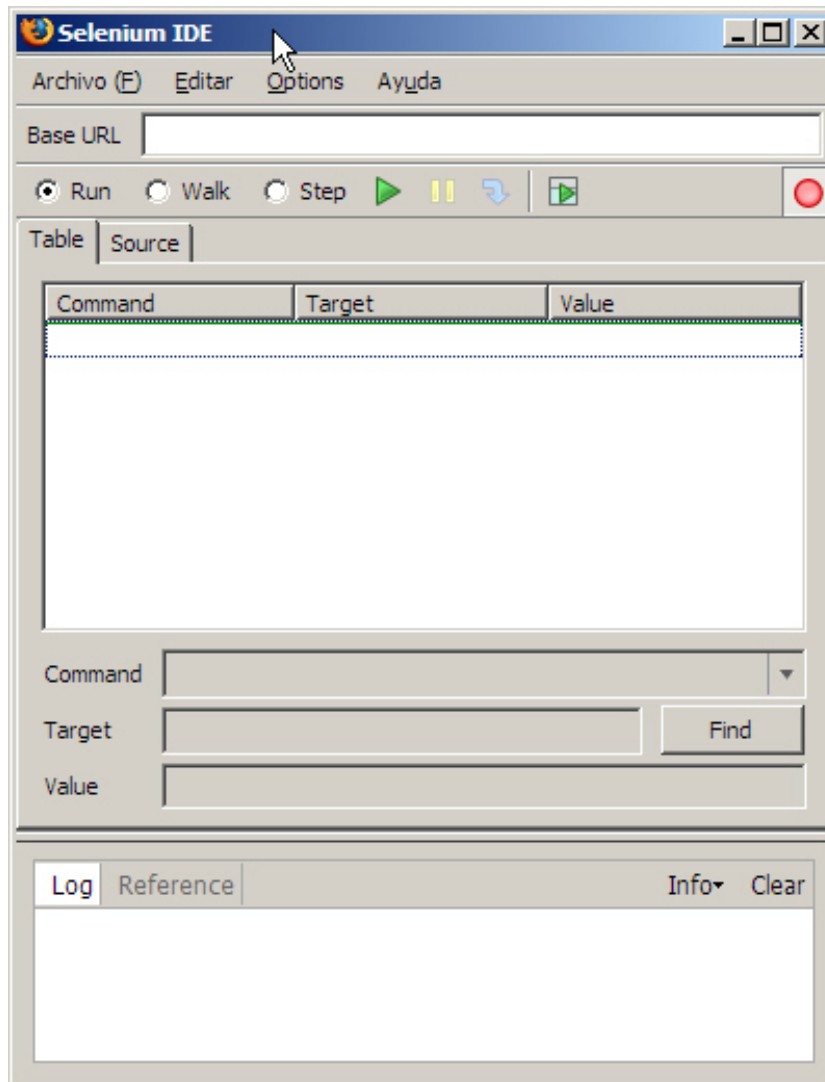 Selenium IDE
Archivo (F) Editar Options Ayuda
Base URL
Run Walk Step
Table Source
Command Target Value
Command
Target Find
Value
Log Reference Info Clear